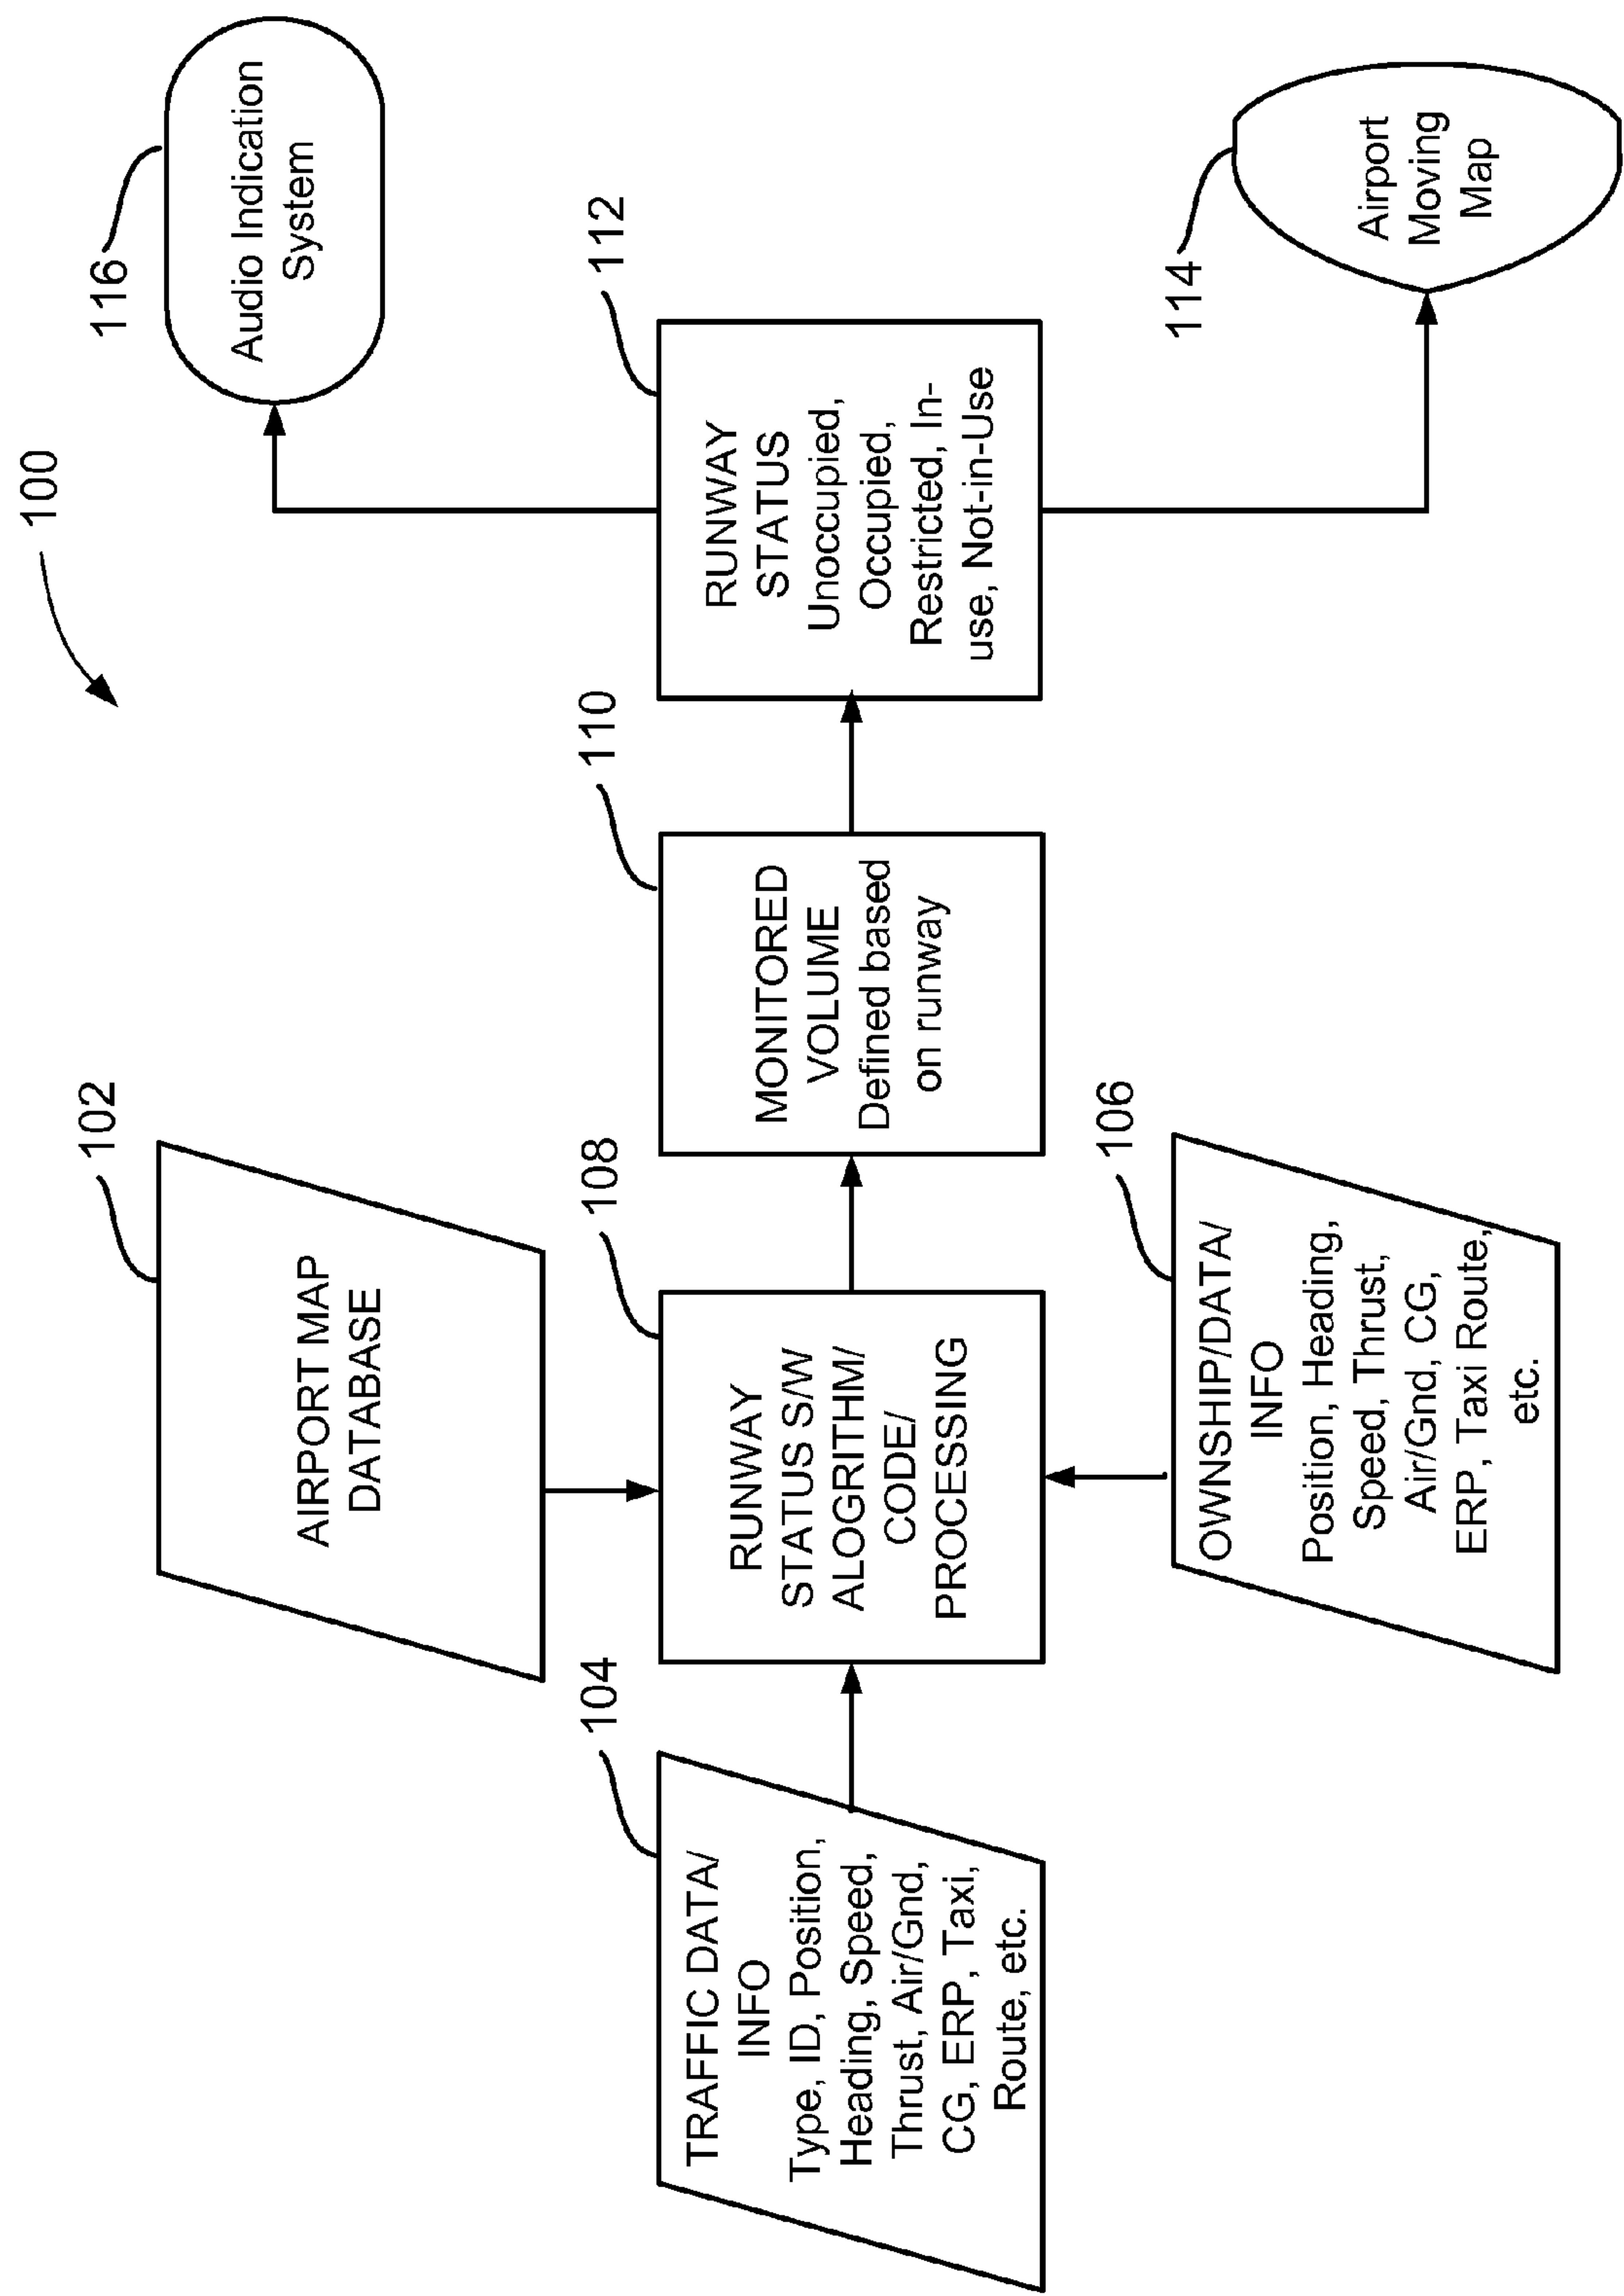 100
102
AIRPORT MAP
DATABASE
104
TRAFFIC DATA/
INFO
Type, ID, Position,
Heading, Speed,
Thrust, Air/Gnd,
CG, ERP, Taxi,
Route, etc.
108
RUNWAY
STATUS S/W
ALOGRITHM/
CODE/
PROCESSING
106
OWNSHIP/DATA/
INFO
Position, Heading,
Speed, Thrust,
Air/Gnd, CG,
ERP, Taxi Route,
etc.
110
MONITORED
VOLUME
Defined based
on runway
112
RUNWAY
STATUS
Unoccupied,
Occupied,
Restricted, In-
use, Not-in-Use
116
Audio Indication
System
114
Airport
Moving
Map